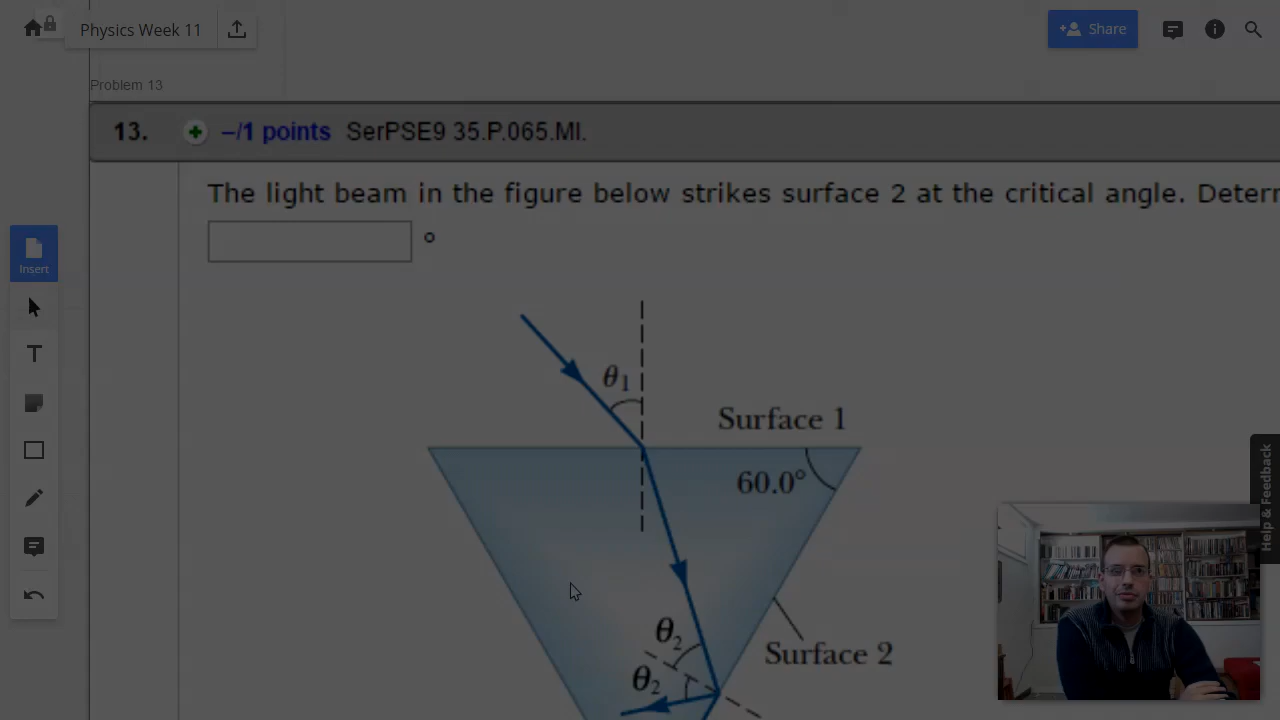 Physics Week 11
Share
Problem 13
13. –/1 points SerPSE9 35.P.065.MI.
The light beam in the figure below strikes surface 2 at the critical angle.
°
Insert
T
θ1
Surface 1
60.0°
Help & Feedback
θ2
Surface 2
θ2